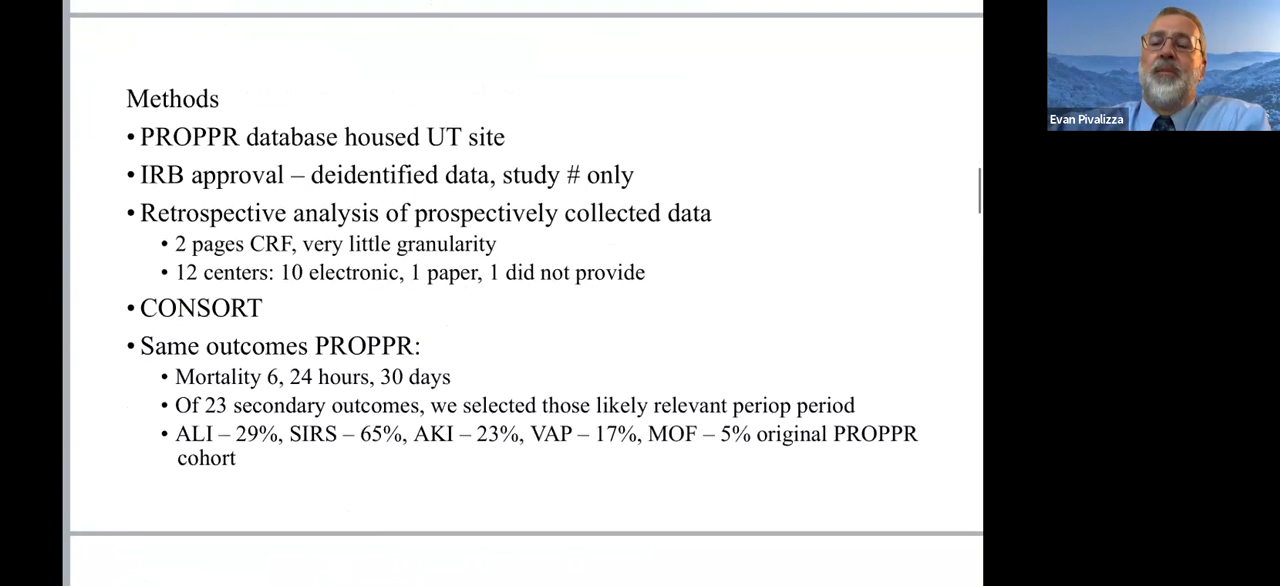 Methods
• PROPPR database housed UT site
• IRB approval – deidentified data, study # only
• Retrospective analysis of prospectively collected data
• 2 pages CRF, very little granularity
• 12 centers: 10 electronic, 1 paper, 1 did not provide
• CONSORT
• Same outcomes PROPPR:
• Mortality 6, 24 hours, 30 days
• Of 23 secondary outcomes, we selected those likely relevant periop period
• ALI – 29%, SIRS – 65%, AKI – 23%, VAP – 17%, MOF – 5% original PROPPR
cohort
Evan Pivalizza